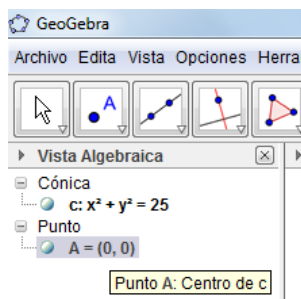 GeoGebra
Archivo Edita Vista Opciones Herra
A
Vista Algebraica
Cónica
c: x² + y² = 25
Punto
A = (0, 0)
Punto A: Centro de c